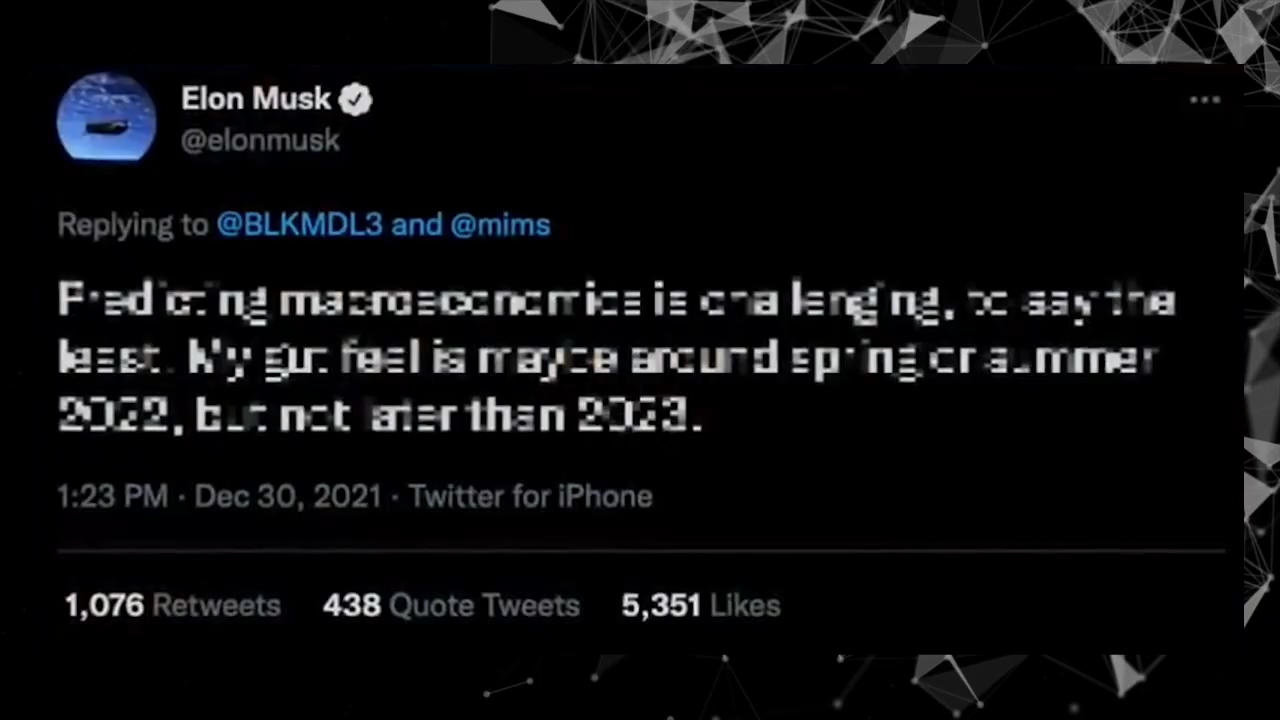 Elon Musk
@elonmusk
Replying to @BLKMDL3 and @mims
Predicting macroeconomics is challenging, to say the
least. My gut feel is maybe around spring or summer
2022, but not later than 2023.
1:23 PM · Dec 30, 2021 · Twitter for iPhone
1,076 Retweets 438 Quote Tweets 5,351 Likes